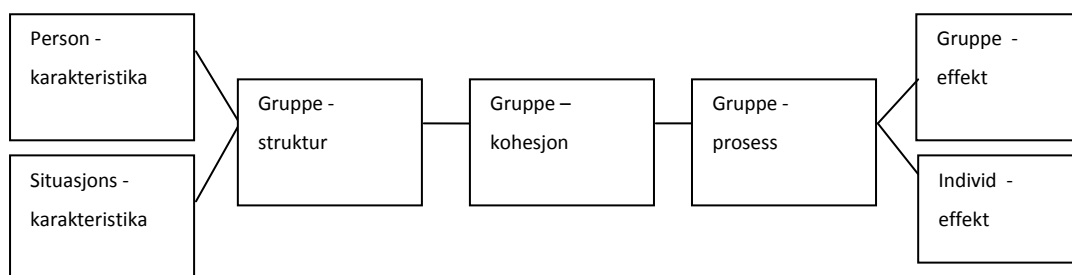 Person -
karakteristika
Situasjons -
karakteristika
Gruppe -
struktur
Gruppe –
kohesjon
Gruppe -
prosess
Gruppe -
effekt
Individ -
effekt